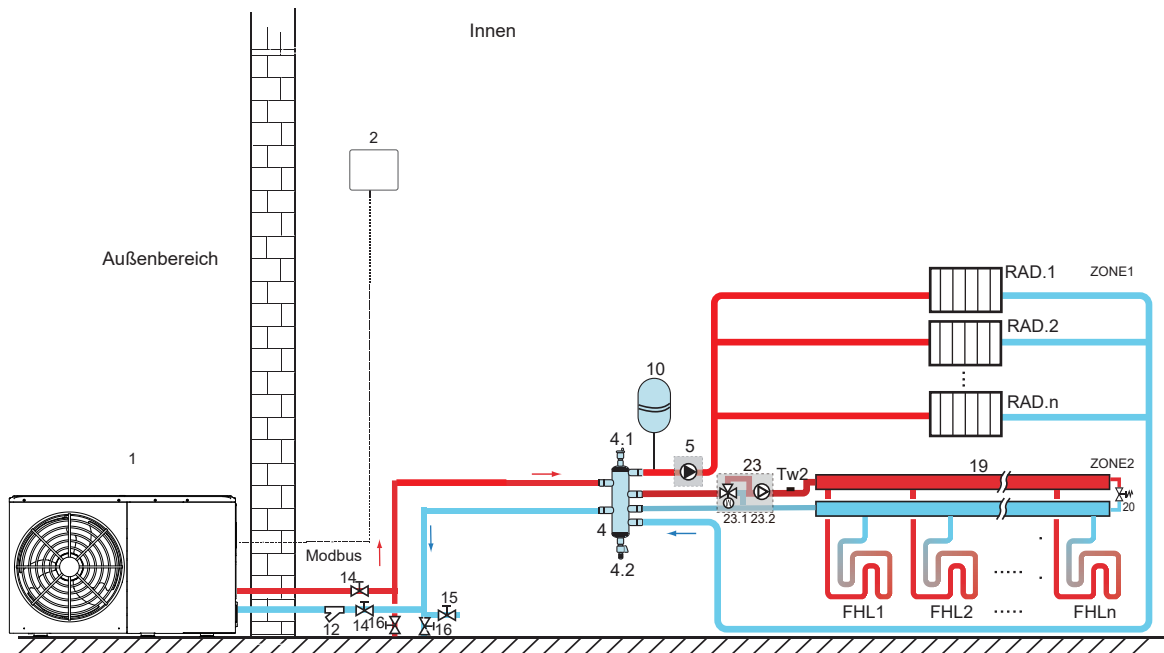 Innen
2
Außenbereich
RAD.1
ZONE1
RAD.2
10
RAD.n
4.1
5
1
23
Tw2
19
ZONE2
20
23.1 23.2
4
Modbus
4.2
14
15
12
14
16
16
FHL1
FHL2
FHLn